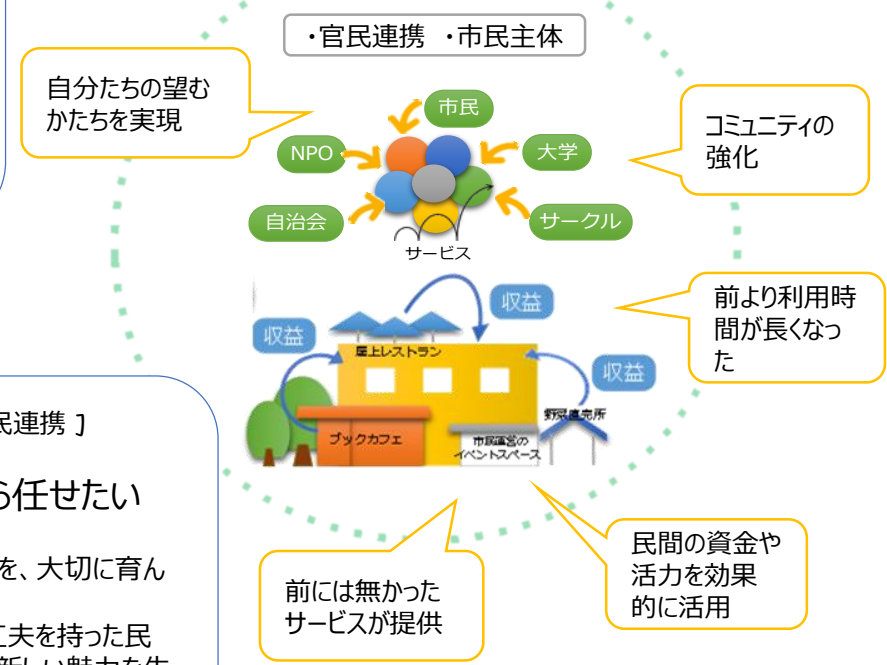 ・官民連携 ・市民主体
自分たちの望む
かたちを実現
市民
NPO
大学
自治会
サークル
サービス
コミュニティの
強化
収益
収益
収益
屋上レストラン
野菜直売所
ブックカフェ
市民運営の
イベントスペース
前より利用時
間が長くなっ
た
民連携 ]
ら任せたい
を、大切に育ん
工夫を持った民
新しい魅力を生
前には無かった
サービスが提供
民間の資金や
活力を効果
的に活用